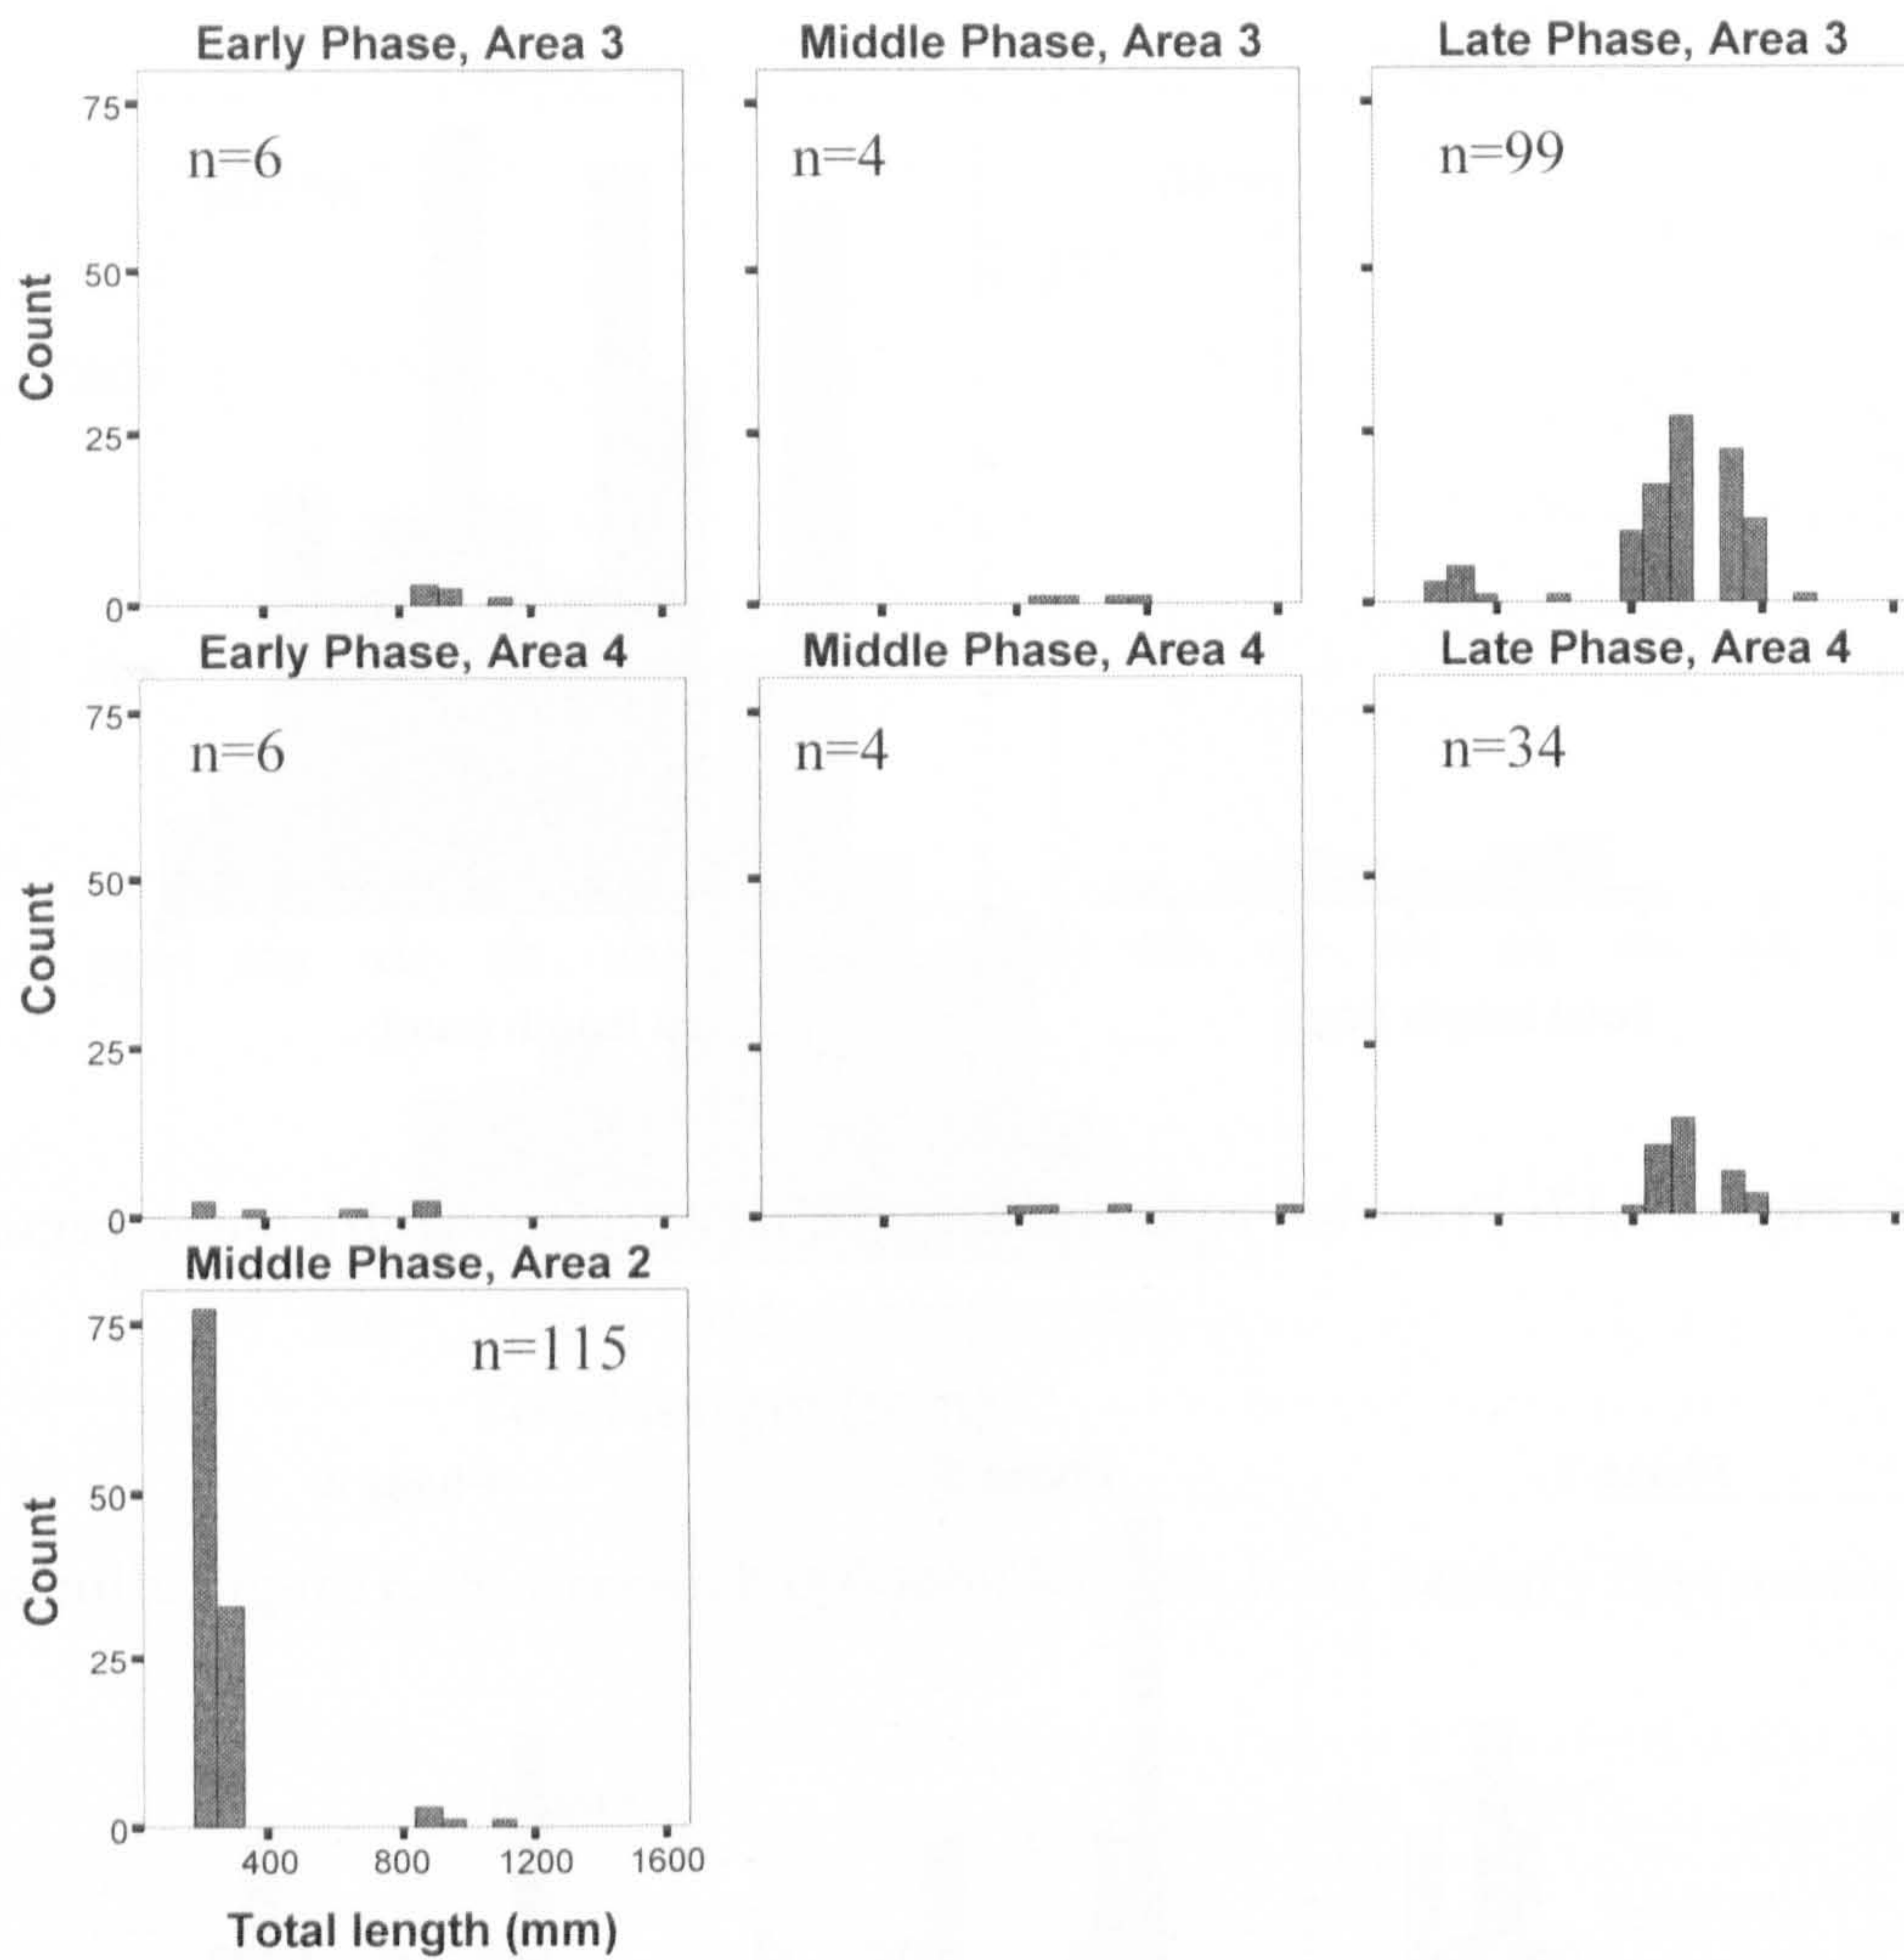 Early Phase, Area 3
Middle Phase, Area 3
Late Phase, Area 3
75
n=6
n=4
n=99
50
Count
25
0
Early Phase, Area 4
Middle Phase, Area 4
Late Phase, Area 4
75
n=6
n=4
n=34
50
Count
25
0
Middle Phase, Area 2
75
n=115
50
Count
25
0
400 800 1200 1600
Total length (mm)